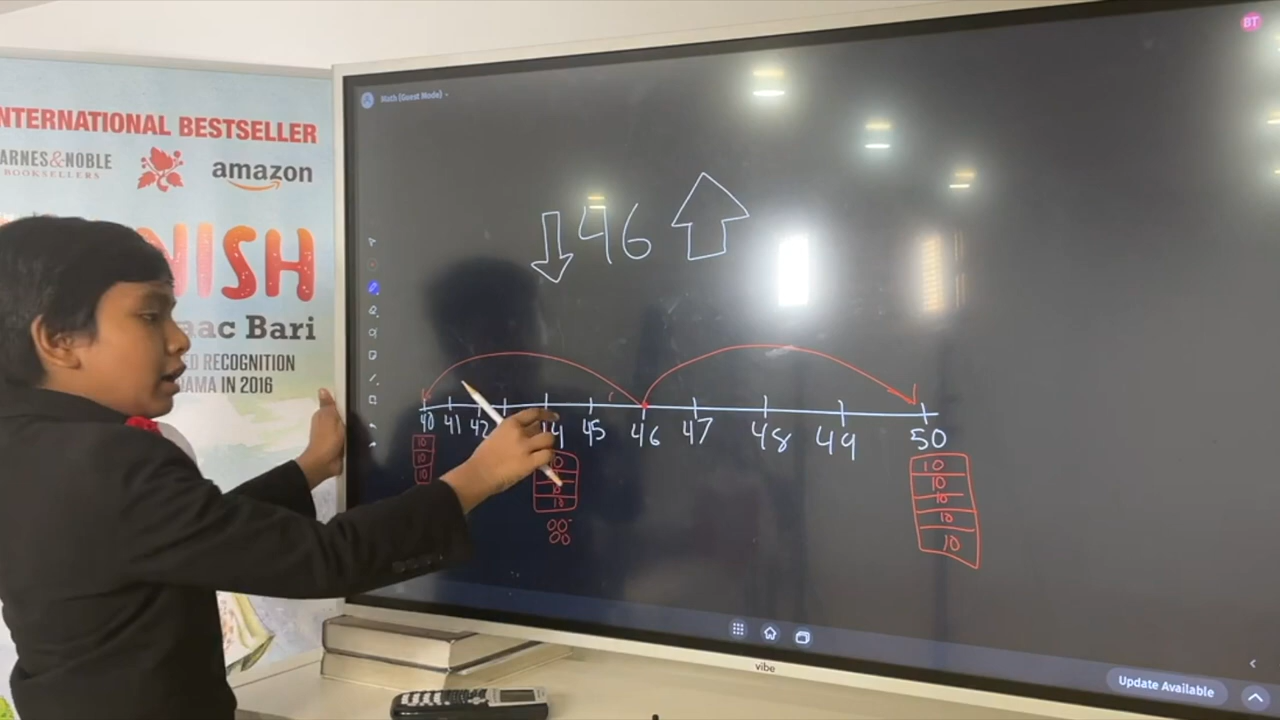 INTERNATIONAL BESTSELLER
BARNES&NOBLE
BOOKSELLERS
amazon
NISH
aac Bari
ED RECOGNITION
AMA IN 2016
Math (Guest Mode)
BT
46
40 41 42 44 45 46 47 48 49 50
10
10
10
10
10
10
10
10
10
10
10
vibe
Update Available